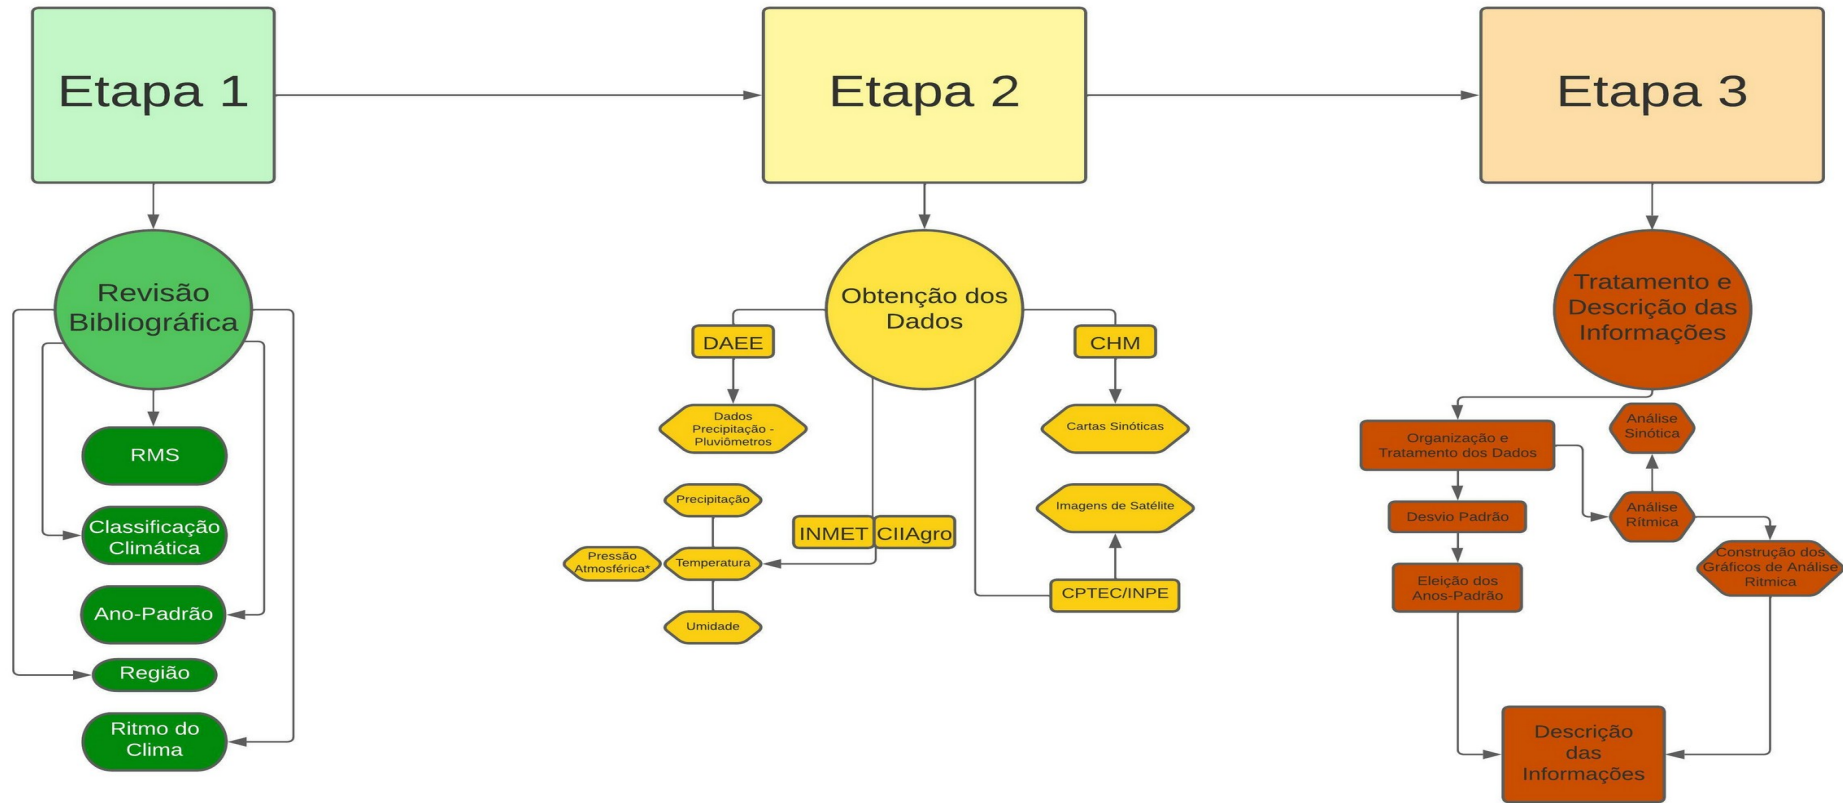 Etapa 1
Etapa 2
Etapa 3
Revisão
Bibliográfica
RMS
Classificação
Climática
Ano-Padrão
Região
Ritmo do
Clima
Obtenção dos
Dados
DAEE
CHM
Dados
Precipitação -
Pluviômetros
Cartas Sinóticas
Precipitação
Imagens de Satélite
INMET
CIIAgro
Pressão
Atmosférica*
Temperatura
CPTEC/INPE
Umidade
Tratamento e
Descrição das
Informações
Análise
Sinótica
Organização e
Tratamento dos Dados
Desvio Padrão
Análise
Rítmica
Construção dos
Gráficos de Análise
Ritmica
Eleição dos
Anos-Padrão
Descrição
das
Informações